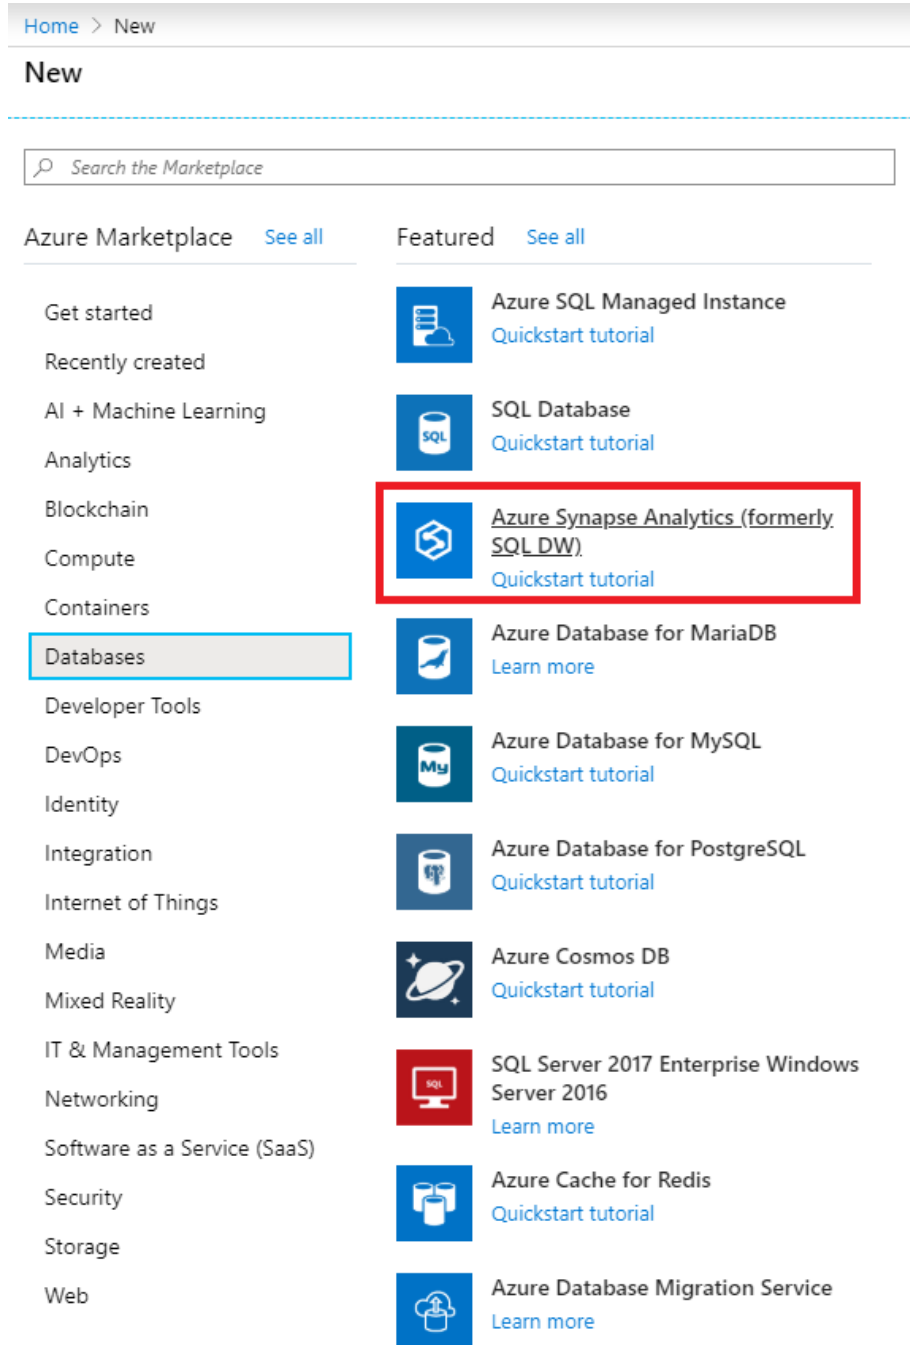 Home > New
New
Search the Marketplace
Azure Marketplace See all
Get started
Recently created
AI + Machine Learning
Analytics
Blockchain
Compute
Containers
Databases
Developer Tools
DevOps
Identity
Integration
Internet of Things
Media
Mixed Reality
IT & Management Tools
Networking
Software as a Service (SaaS)
Security
Storage
Web
Featured See all
Azure SQL Managed Instance
Quickstart tutorial
SQL
SQL Database
Quickstart tutorial
Azure Synapse Analytics (formerly
SQL DW)
Quickstart tutorial
Azure Database for MariaDB
Learn more
My
Azure Database for MySQL
Quickstart tutorial
Azure Database for PostgreSQL
Quickstart tutorial
Azure Cosmos DB
Quickstart tutorial
SQL
SQL Server 2017 Enterprise Windows
Server 2016
Learn more
Azure Cache for Redis
Quickstart tutorial
Azure Database Migration Service
Learn more